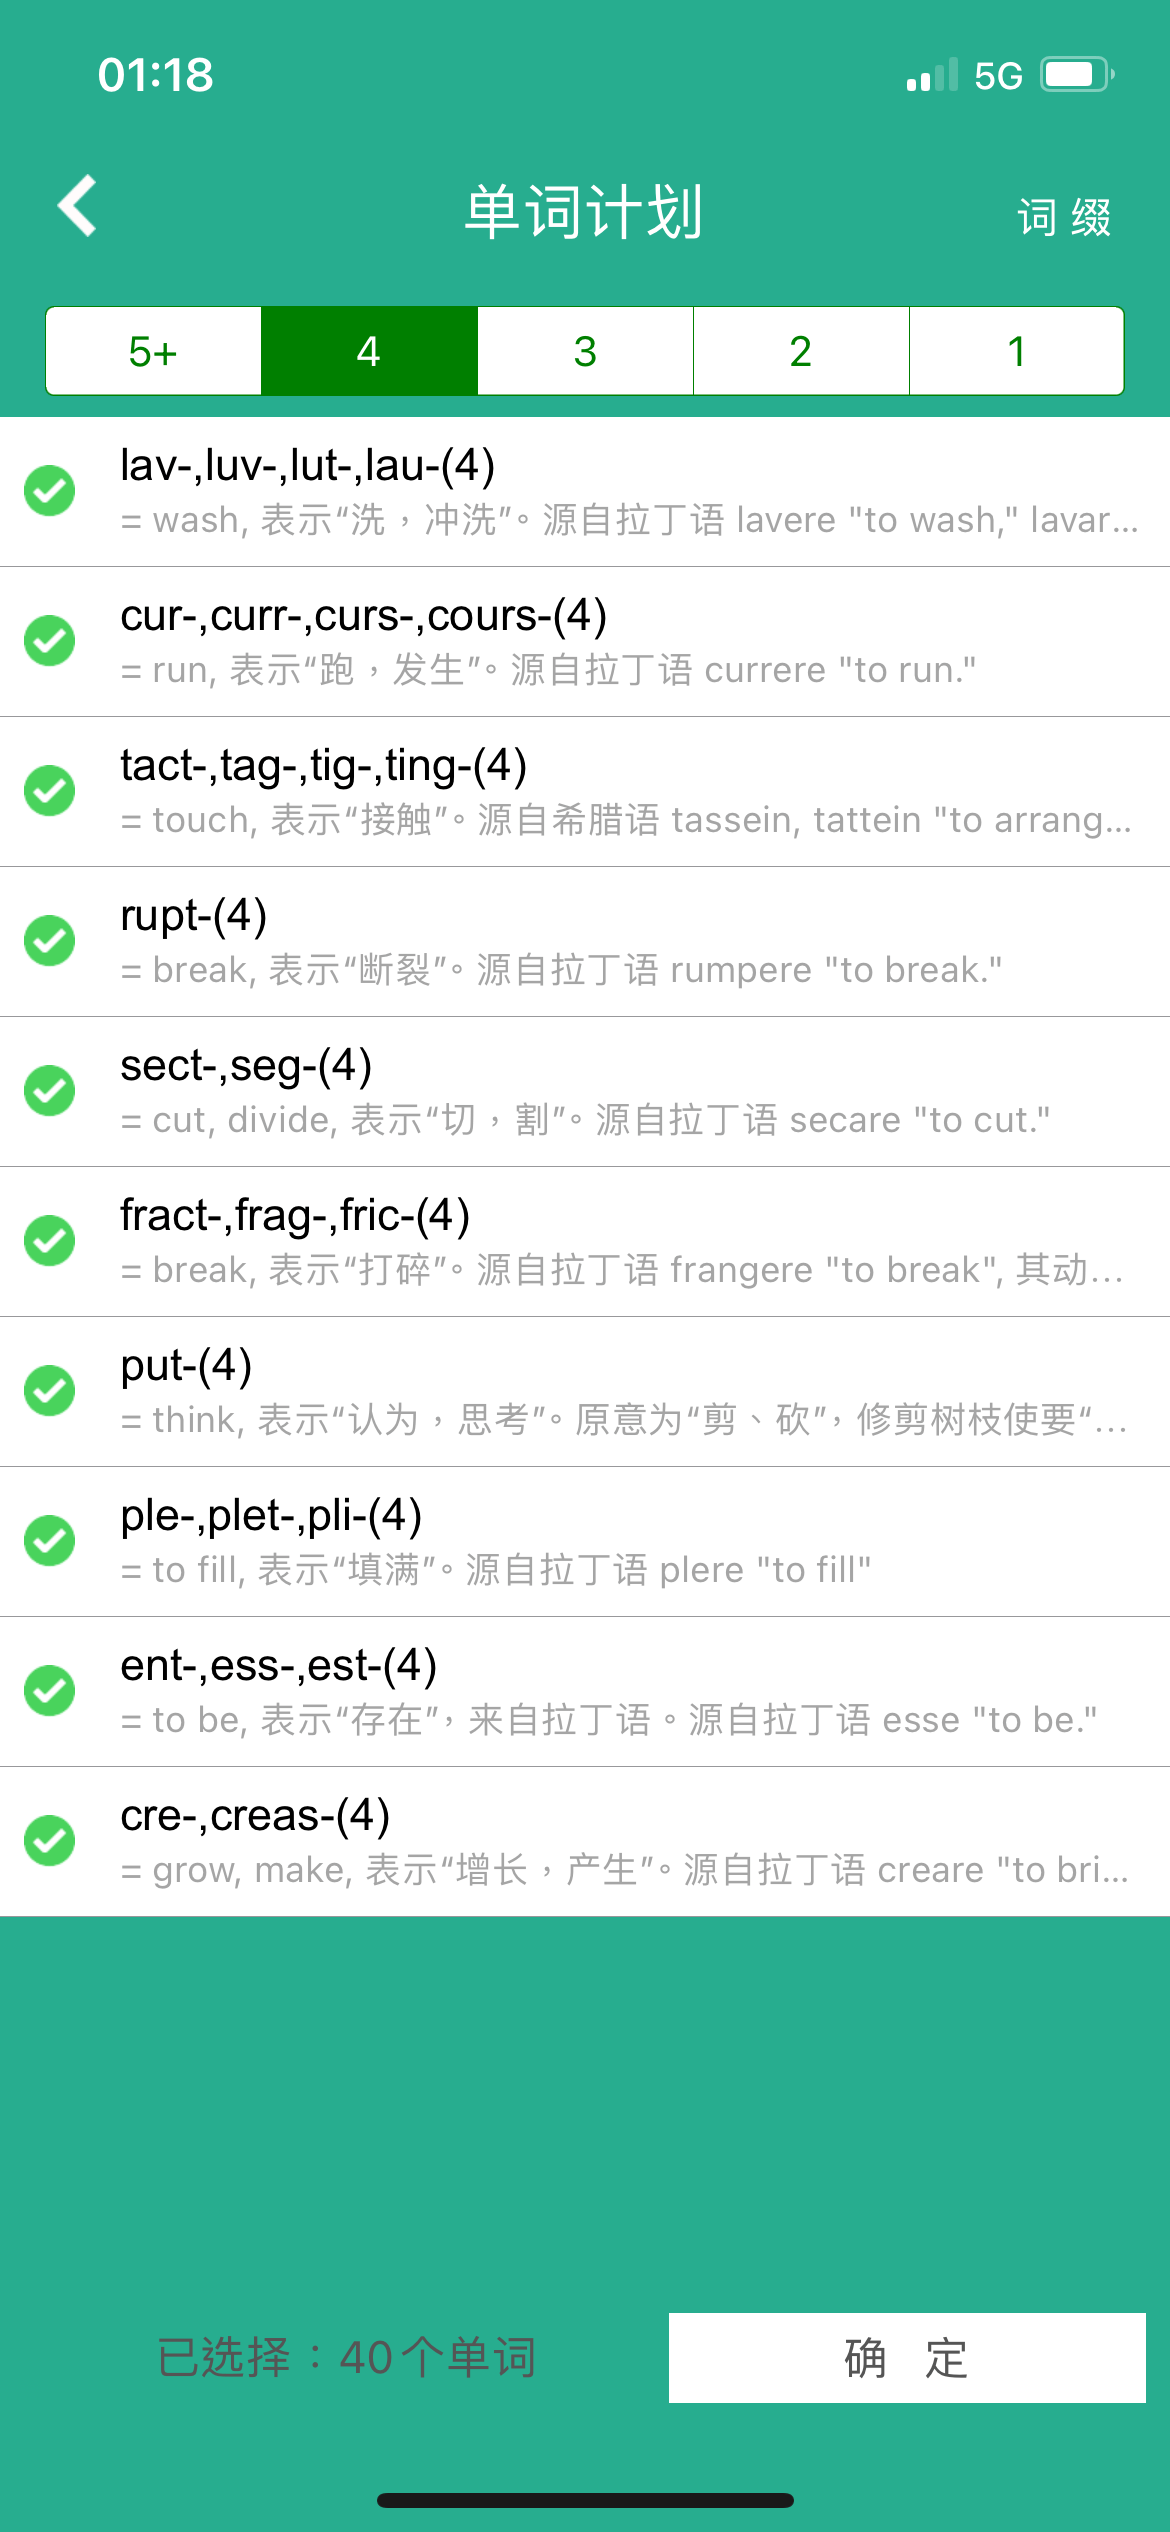 01:18
5G
单词计划
词 缀
5+ 4 3 2 1
lav-,luv-,lut-,lau-(4)
= wash, 表示“洗，冲洗”。源自拉丁语 lavere "to wash," lavar...
cur-,curr-,curs-,cours-(4)
= run, 表示“跑，发生”。源自拉丁语 currere "to run."
tact-,tag-,tig-,ting-(4)
= touch, 表示“接触”。源自希腊语 tassein, tattein "to arrang...
rupt-(4)
= break, 表示“断裂”。源自拉丁语 rumpere "to break."
sect-,seg-(4)
= cut, divide, 表示“切，割”。源自拉丁语 secare "to cut."
fract-,frag-,fric-(4)
= break, 表示“打碎”。源自拉丁语 frangere "to break", 其动...
put-(4)
= think, 表示“认为，思考”。原意为“剪、砍”，修剪树枝使要“...
ple-,plet-,pli-(4)
= to fill, 表示“填满”。源自拉丁语 plere "to fill"
ent-,ess-,est-(4)
= to be, 表示“存在”，来自拉丁语。源自拉丁语 esse "to be."
cre-,creas-(4)
= grow, make, 表示“增长，产生”。源自拉丁语 creare "to bri...
已选择：40个单词
确 定